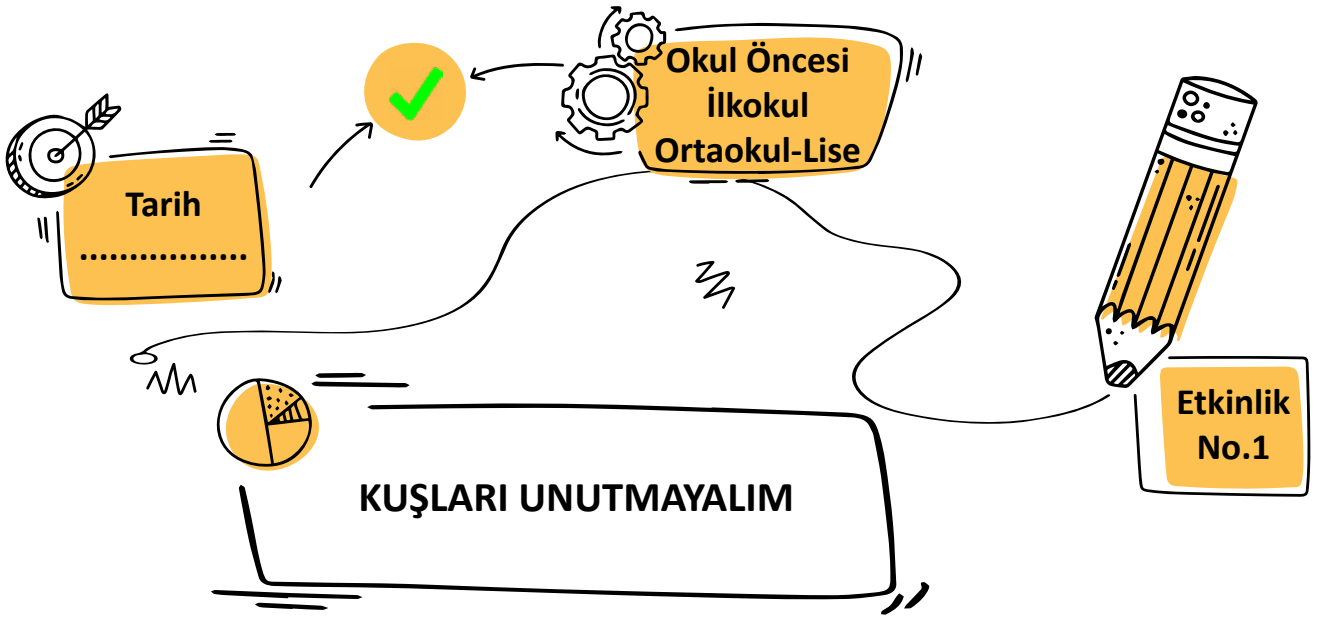 Okul Öncesi
İlkokul
Ortaokul-Lise
Tarih
....................
Etkinlik
No.1
KUŞLARI UNUTMAYALIM